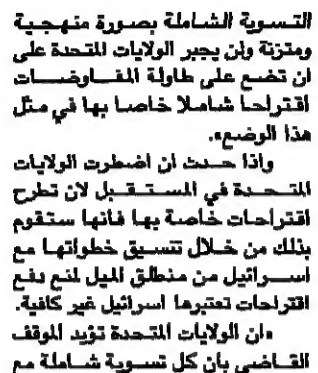 التسوية الشاملة بصورة منهجية
ومتزنة ولن يجبر الولايات المتحدة على
ان تضع على طاولة المفاوضات
اقتراحا شاملا خاصا بها في مثل
هذا الوضع».
واذا حدث ان اضطرت الولايات
المتحدة في المستقبل لان تطرح
اقتراحات خاصة بها فانها ستقوم
بذلك من خلال تنسيق خطواتها مع
اسرائيل من منطلق الميل لمنع دفع
اقتراحات تعتبرها اسرائيل غير كافية.
«ان الولايات المتحدة تؤيد الموقف
القاضي بأن كل تسوية شاملة مع